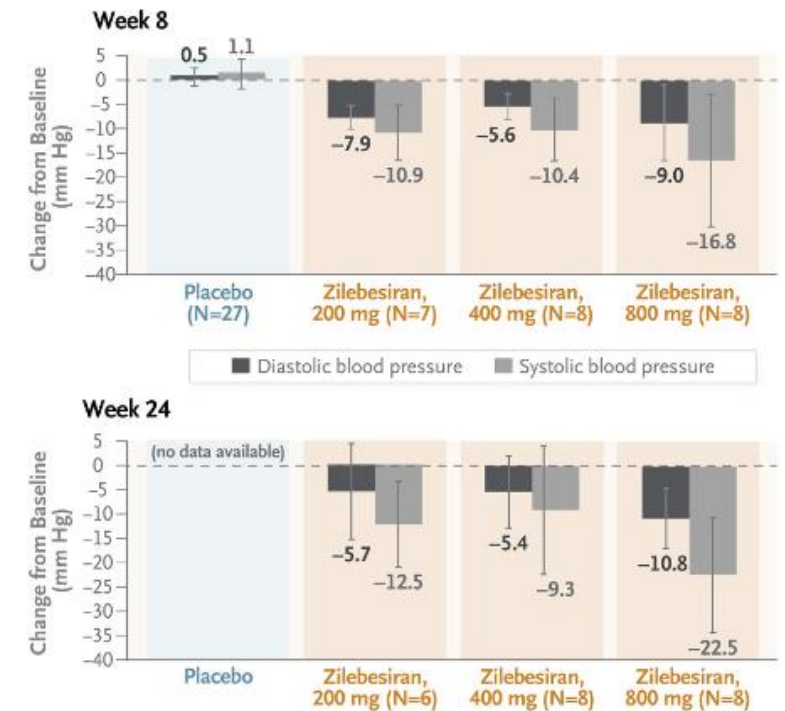 Week 8
Change from Baseline
(mm Hg)
5
0
−5
−10
−15
−20
−25
−30
−35
−40
0.5
1.1
−7.9
−10.9
−5.6
−10.4
−9.0
−16.8
Placebo
(N=27)
Zilebesiran,
200 mg (N=7)
Zilebesiran,
400 mg (N=8)
Zilebesiran,
800 mg (N=8)
Diastolic blood pressure
Systolic blood pressure
Week 24
Change from Baseline
(mm Hg)
5
0
−5
−10
−15
−20
−25
−30
−35
−40
(no data available)
−5.7
−12.5
−5.4
−9.3
−10.8
−22.5
Placebo
Zilebesiran,
200 mg (N=6)
Zilebesiran,
400 mg (N=8)
Zilebesiran,
800 mg (N=8)